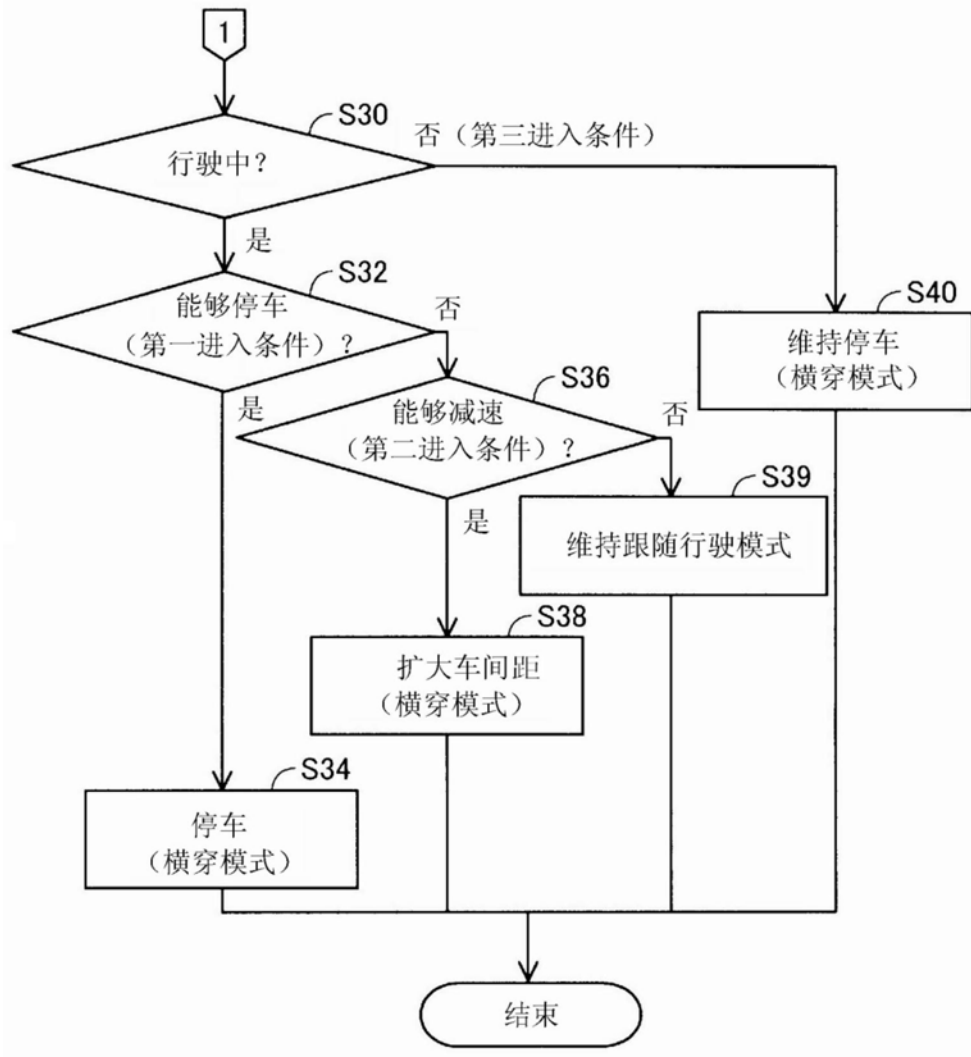 1
S30
行驶中？
否（第三进入条件）
是
S32
能够停车
（第一进入条件）？
否
是
S40
维持停车
（横穿模式）
S36
能够减速
（第二进入条件）？
否
是
S39
维持跟随行驶模式
S38
扩大车间距
（横穿模式）
S34
停车
（横穿模式）
结束